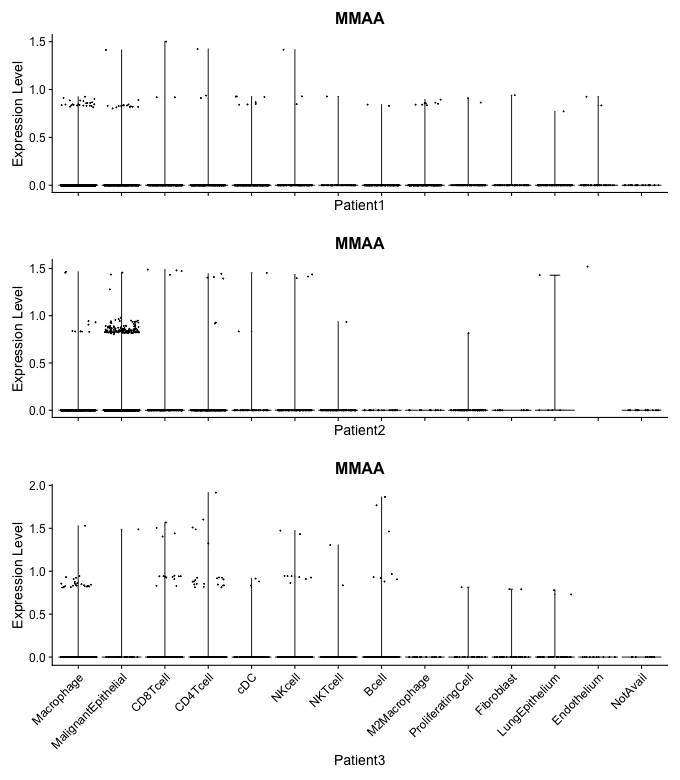 MMAA
Expression Level
1.5
1.0
0.5
0.0
Patient1
MMAA
Expression Level
1.5
1.0
0.5
0.0
Patient2
MMAA
Expression Level
2.0
1.5
1.0
0.5
0.0
Macrophage
MalignantEpithelial
CD8Tcell
CD4Tcell
cDC
NKcell
NKTcell
Bcell
M2Macrophage
ProliferatingCell
Fibroblast
LungEpithelium
Endothelium
NotAvail
Patient3